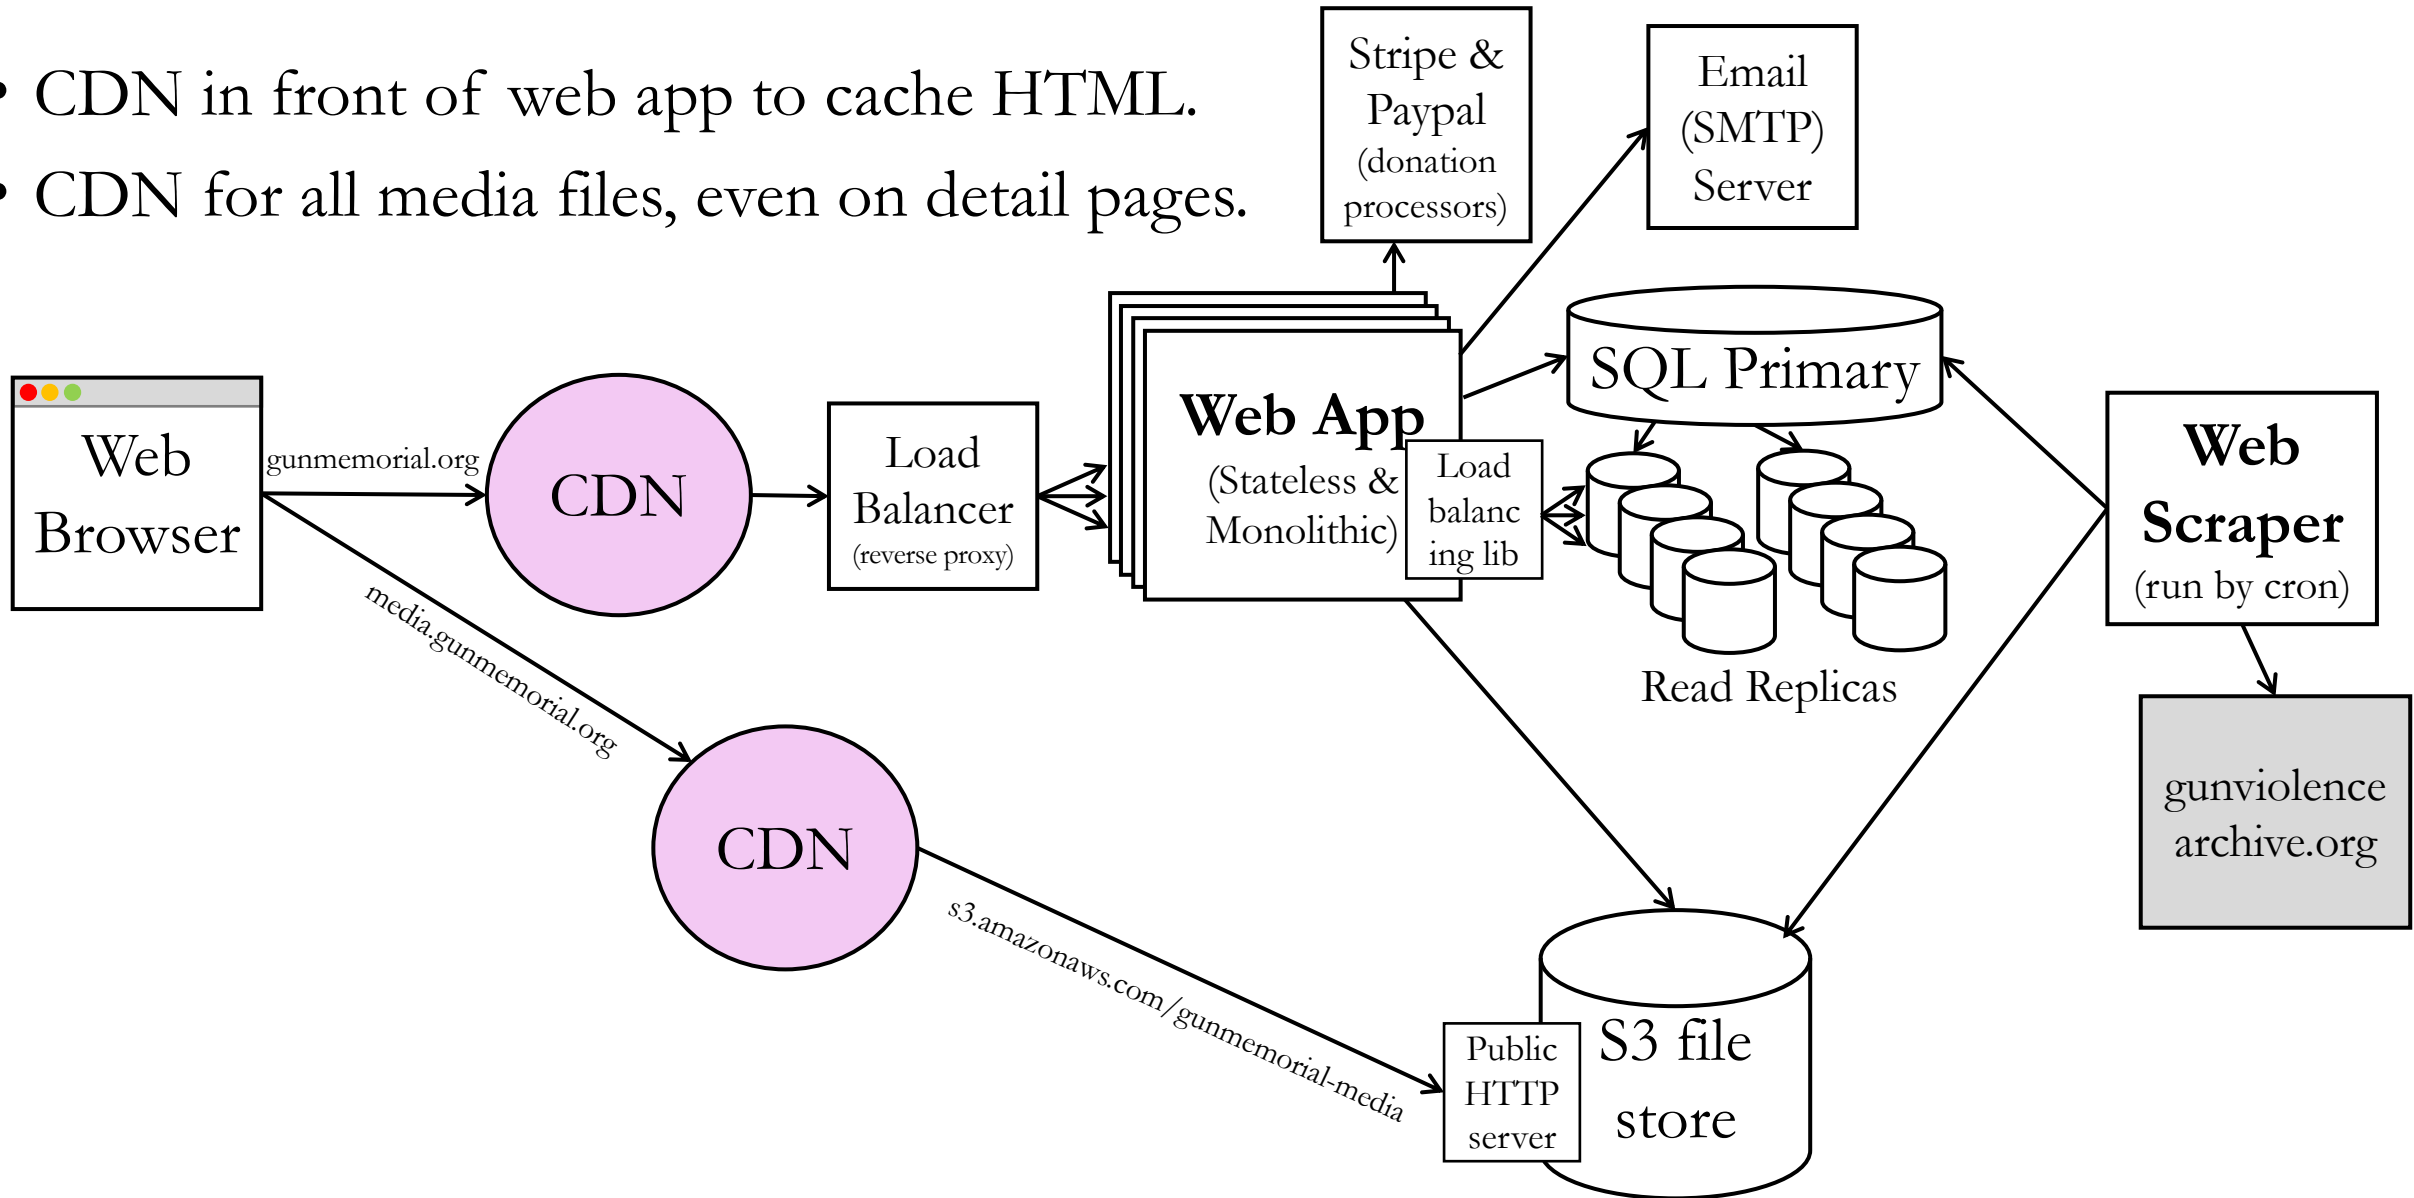 • CDN in front of web app to cache HTML.
• CDN for all media files, even on detail pages.
Stripe &
Paypal
(donation
processors)
Email
(SMTP)
Server
Web
Browser
gunmemorial.org
CDN
Load
Balancer
(reverse proxy)
Web App
(Stateless &
Monolithic)
Load
balanc
ing lib
SQL Primary
Read Replicas
Web
Scraper
(run by cron)
gunviolence
archive.org
media.gunmemorial.org
CDN
s3.amazonaws.com/gunmemorial-media
Public
HTTP
server
S3 file
store